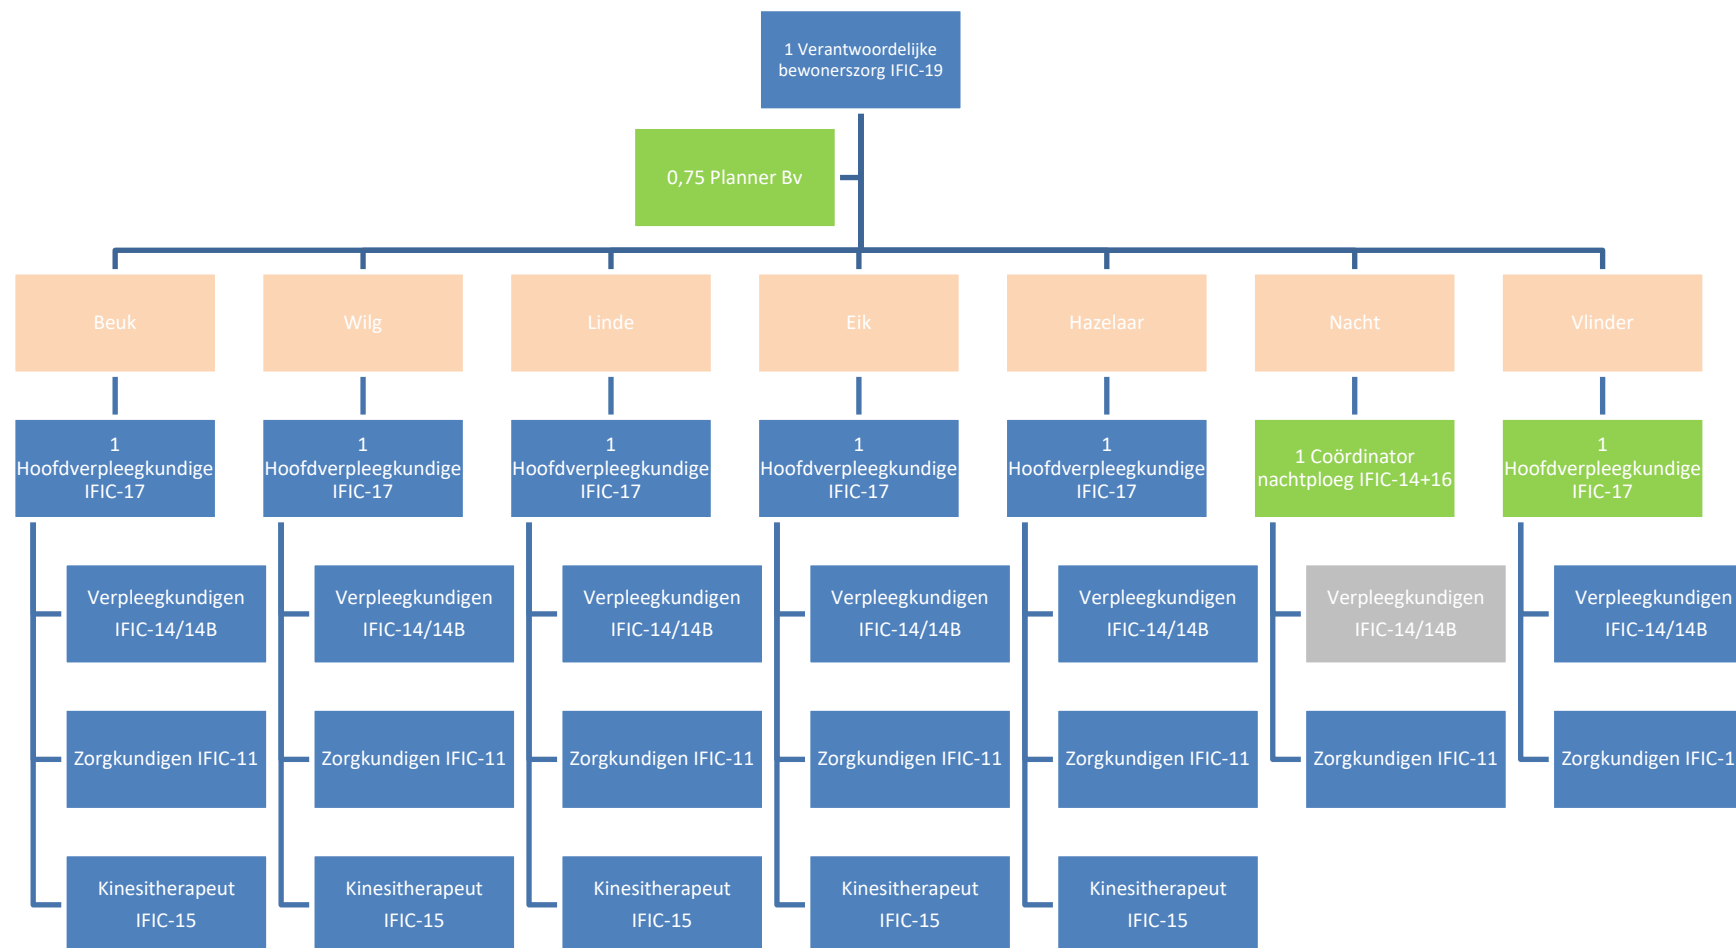 1 Verantwoordelijke
bewonerszorg IFIC-19
0,75 Planner Bv
Beuk
Wilg
Linde
Eik
Hazelaar
Nacht
Vlinder
1
Hoofdverpleegkundige
IFIC-17
1
Hoofdverpleegkundige
IFIC-17
1
Hoofdverpleegkundige
IFIC-17
1
Hoofdverpleegkundige
IFIC-17
1
Hoofdverpleegkundige
IFIC-17
1 Coördinator
nachtploeg IFIC-14+16
1
Hoofdverpleegkundige
IFIC-17
Verpleegkundigen
IFIC-14/14B
Verpleegkundigen
IFIC-14/14B
Verpleegkundigen
IFIC-14/14B
Verpleegkundigen
IFIC-14/14B
Verpleegkundigen
IFIC-14/14B
Verpleegkundigen
IFIC-14/14B
Verpleegkundigen
IFIC-14/14B
Zorgkundigen IFIC-11
Zorgkundigen IFIC-11
Zorgkundigen IFIC-11
Zorgkundigen IFIC-11
Zorgkundigen IFIC-11
Zorgkundigen IFIC-11
Zorgkundigen IFIC-1
Kinesitherapeut
IFIC-15
Kinesitherapeut
IFIC-15
Kinesitherapeut
IFIC-15
Kinesitherapeut
IFIC-15
Kinesitherapeut
IFIC-15